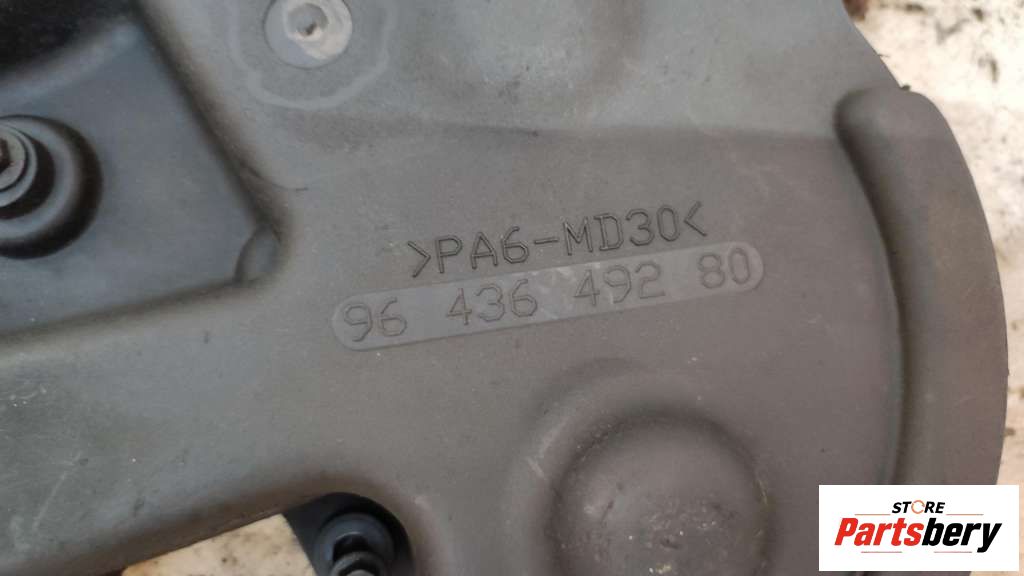 >PA6-MD30<
96 436 492 80
STORE
Partsbery